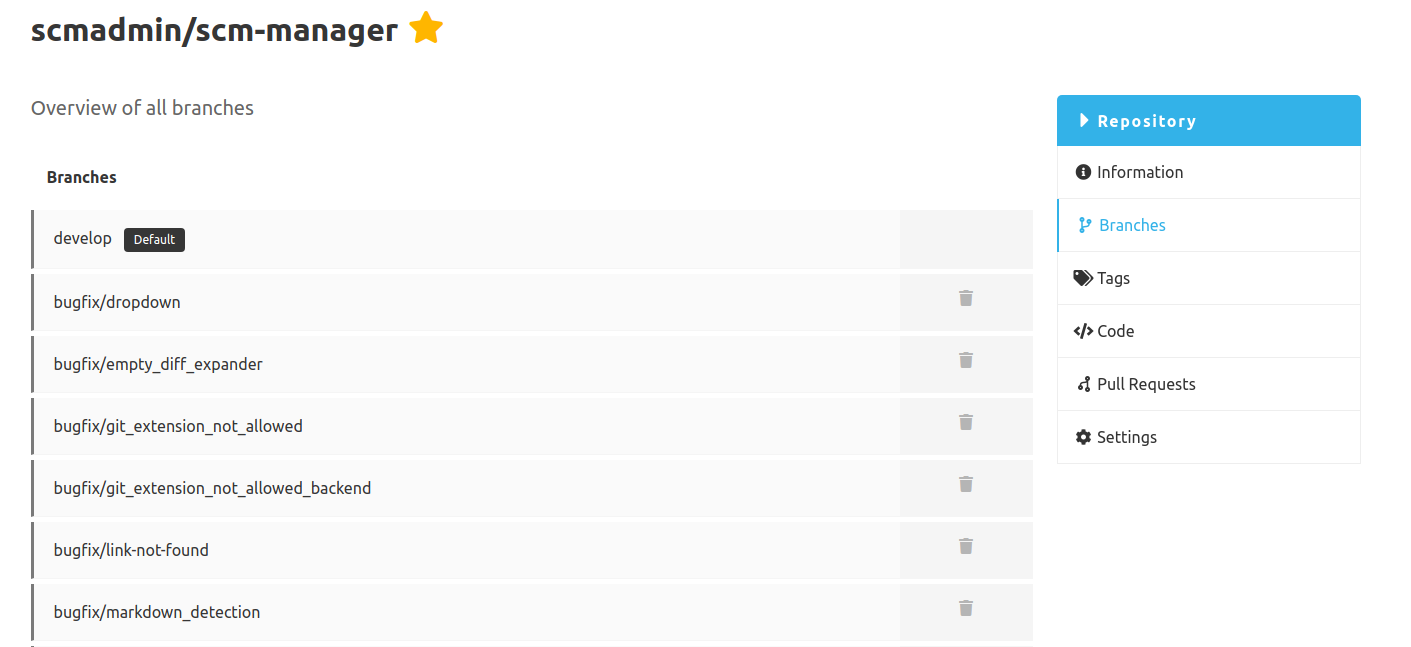 scmadmin/scm-manager
Overview of all branches
Branches
develop Default
bugfix/dropdown
bugfix/empty_diff_expander
bugfix/git_extension_not_allowed
bugfix/git_extension_not_allowed_backend
bugfix/link-not-found
bugfix/markdown_detection
Repository
Information
Branches
Tags
Code
Pull Requests
Settings